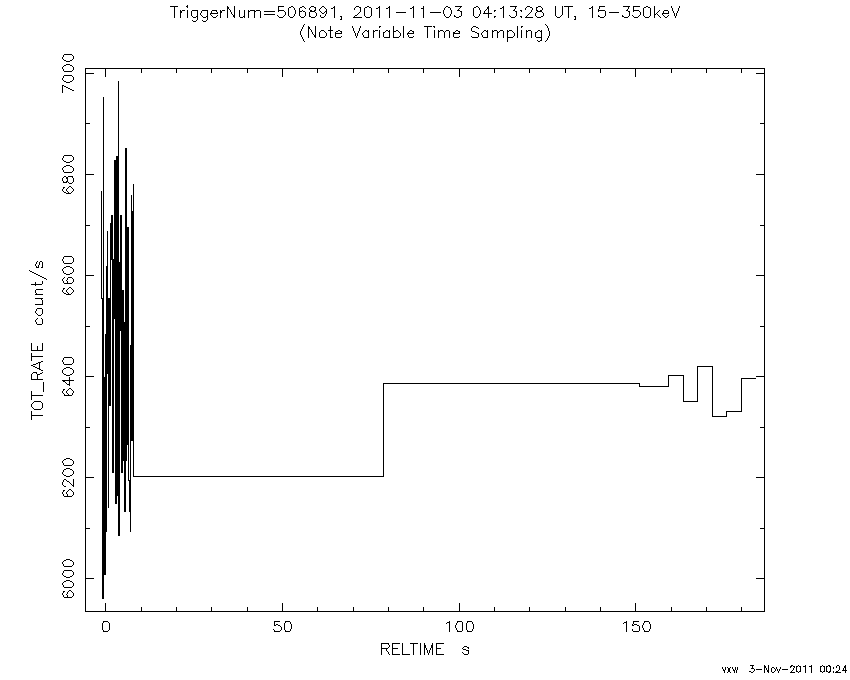 TriggerNum=506891, 2011-11-03 04:13:28 UT, 15-350keV
(Note Variable Time Sampling)
7000
6800
6600
6400
6200
6000
TOT_RATE count/s
0 50 100 150
RELTIME s
vxw 3-Nov-2011 00:24